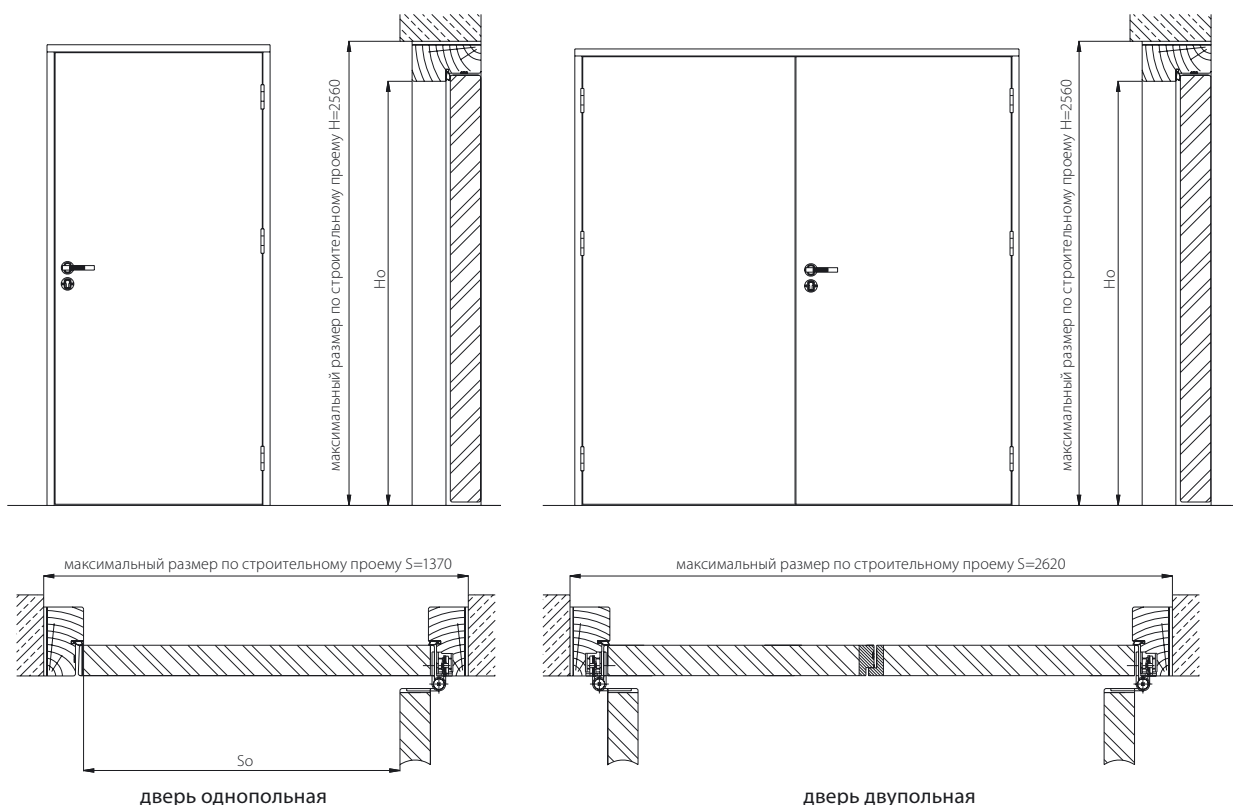 максимальный размер по строительному проему H=2560
Ho
максимальный размер по строительному проему H=2560
Ho
максимальный размер по строительному проему S=1370
максимальный размер по строительному проему S=2620
So
дверь однопольная
дверь двупольная